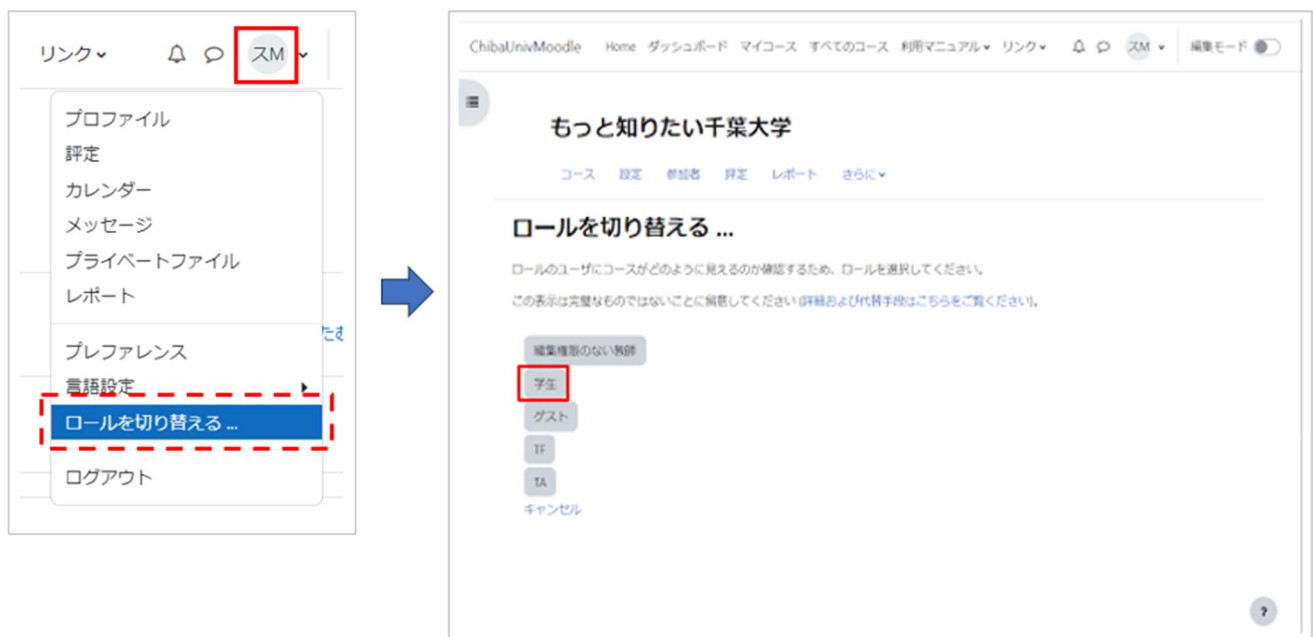 リンク スM
プロファイル
評定
カレンダー
メッセージ
プライベートファイル
レポート
プレファレンス
言語設定
ロールを切り替える ...
ログアウト
ChibaUnivMoodle Home ダッシュボード マイコース すべてのコース 利用マニュアル リンク スM 編集モード
もっと知りたい千葉大学
コース 設定 参加者 評定 レポート さらに
ロールを切り替える ...
ロールのユーザにコースがどのように見えるのか確認するため、ロールを選択してください。
この表示は完璧なものではないことに留意してください (詳細および代替手段はこちらをご覧ください)。
編集権限のない教師
学生
ゲスト
TF
TA
キャンセル
?